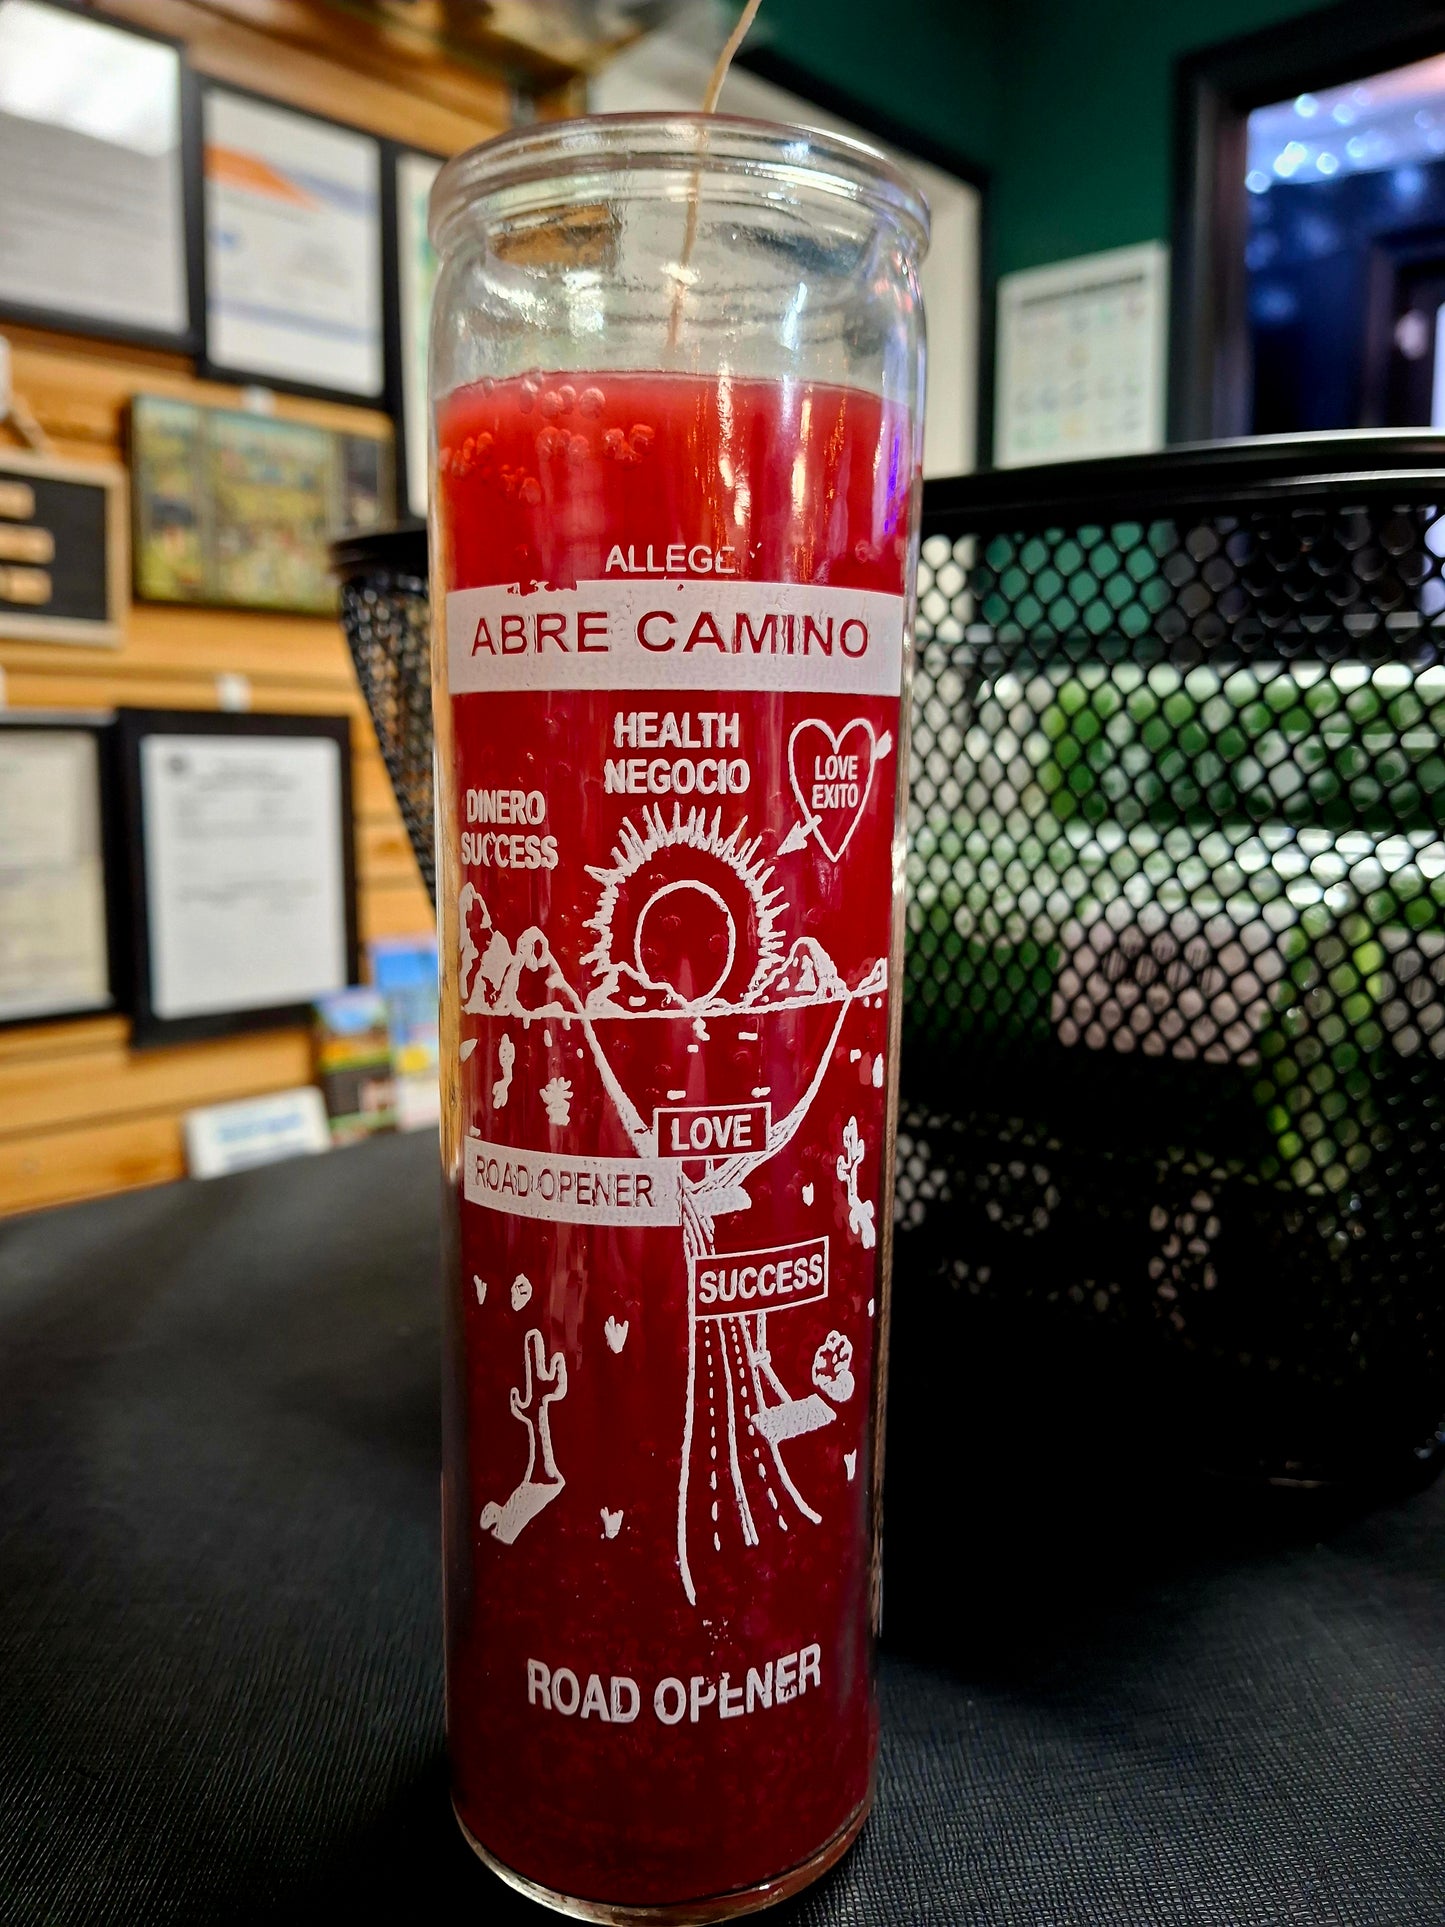 ALLEGE
ABRE CAMINO
HEALTH
NEGOCIO
LOVE
EXITO
DINERO
SUCCESS
LOVE
ROAD OPENER
SUCCESS
ROAD OPENER